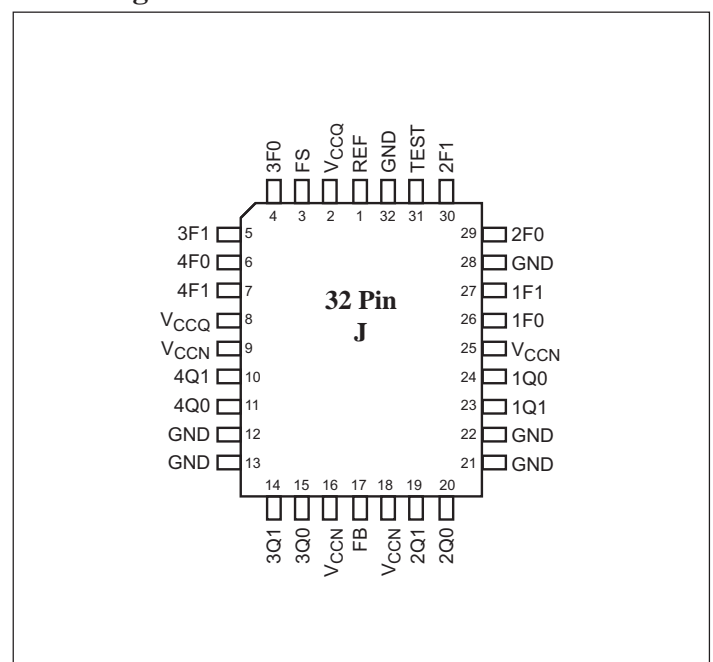 3F0 FS VCCQ REF GND TEST 2F1
4 3 2 1 32 31 30
3F1 5 29 2F0
4F0 6 28 GND
4F1 7 27 1F1
32 Pin
J
VCCQ 8 26 1F0
VCCN 9 25 VCCN
4Q1 10 24 1Q0
4Q0 11 23 1Q1
GND 12 22 GND
GND 13 21 GND
14 15 16 17 18 19 20
3Q1 3Q0 VCCN FB VCCN 2Q1 2Q0